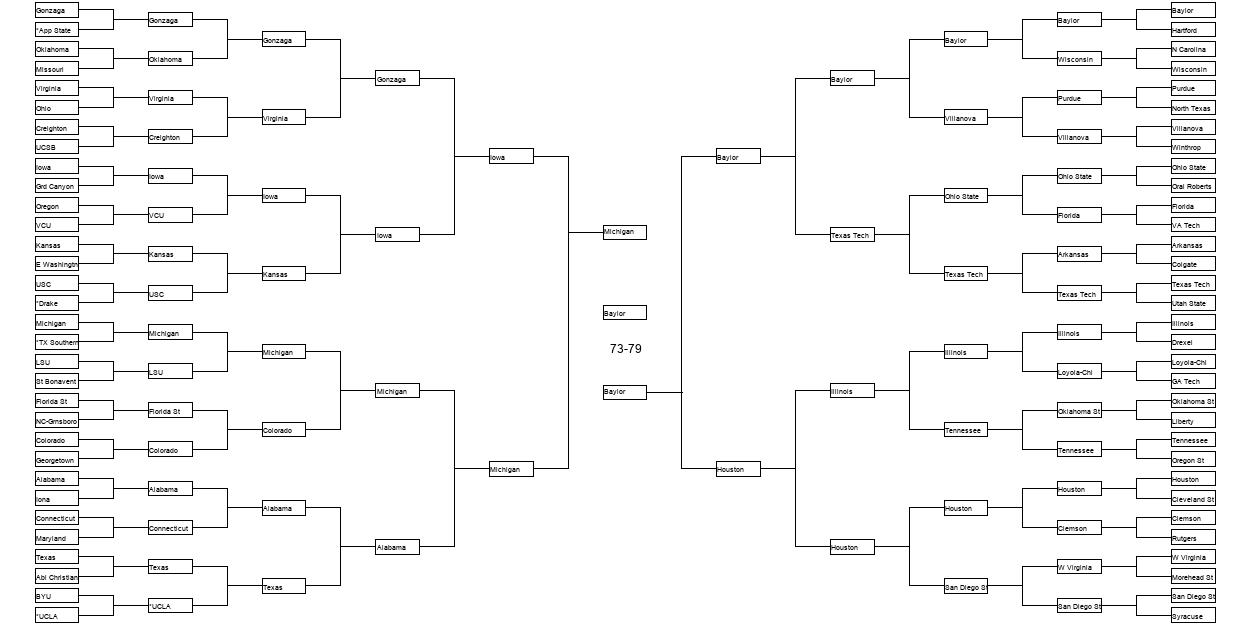 Gonzaga
*App State
Oklahoma
Missouri
Virginia
Ohio
Creighton
UCSB
Iowa
Grd Canyon
Oregon
VCU
Kansas
E Washingtn
USC
*Drake
Michigan
*TX Southern
LSU
St Bonavent
Florida St
NC-Grnsboro
Colorado
Georgetown
Alabama
Iona
Connecticut
Maryland
Texas
Abl Christian
BYU
*UCLA
Gonzaga
Oklahoma
Virginia
Creighton
Iowa
VCU
Kansas
USC
Michigan
LSU
Florida St
Colorado
Alabama
Connecticut
Texas
*UCLA
Gonzaga
Virginia
Iowa
Kansas
Michigan
Colorado
Alabama
Texas
Gonzaga
Iowa
Michigan
Alabama
Iowa
Michigan
Michigan
Baylor
73-79
Baylor
Baylor
Houston
Baylor
Texas Tech
Illinois
Houston
Baylor
Villanova
Ohio State
Texas Tech
Illinois
Tennessee
Houston
San Diego St
Baylor
Wisconsin
Purdue
Villanova
Ohio State
Florida
Arkansas
Texas Tech
Illinois
Loyola-Chi
Oklahoma St
Tennessee
Houston
Clemson
W Virginia
San Diego St
Baylor
Hartford
N Carolina
Wisconsin
Purdue
North Texas
Villanova
Winthrop
Ohio State
Oral Roberts
Florida
VA Tech
Arkansas
Colgate
Texas Tech
Utah State
Illinois
Drexel
Loyola-Chi
GA Tech
Oklahoma St
Liberty
Tennessee
Oregon St
Houston
Cleveland St
Clemson
Rutgers
W Virginia
Morehead St
San Diego St
Syracuse